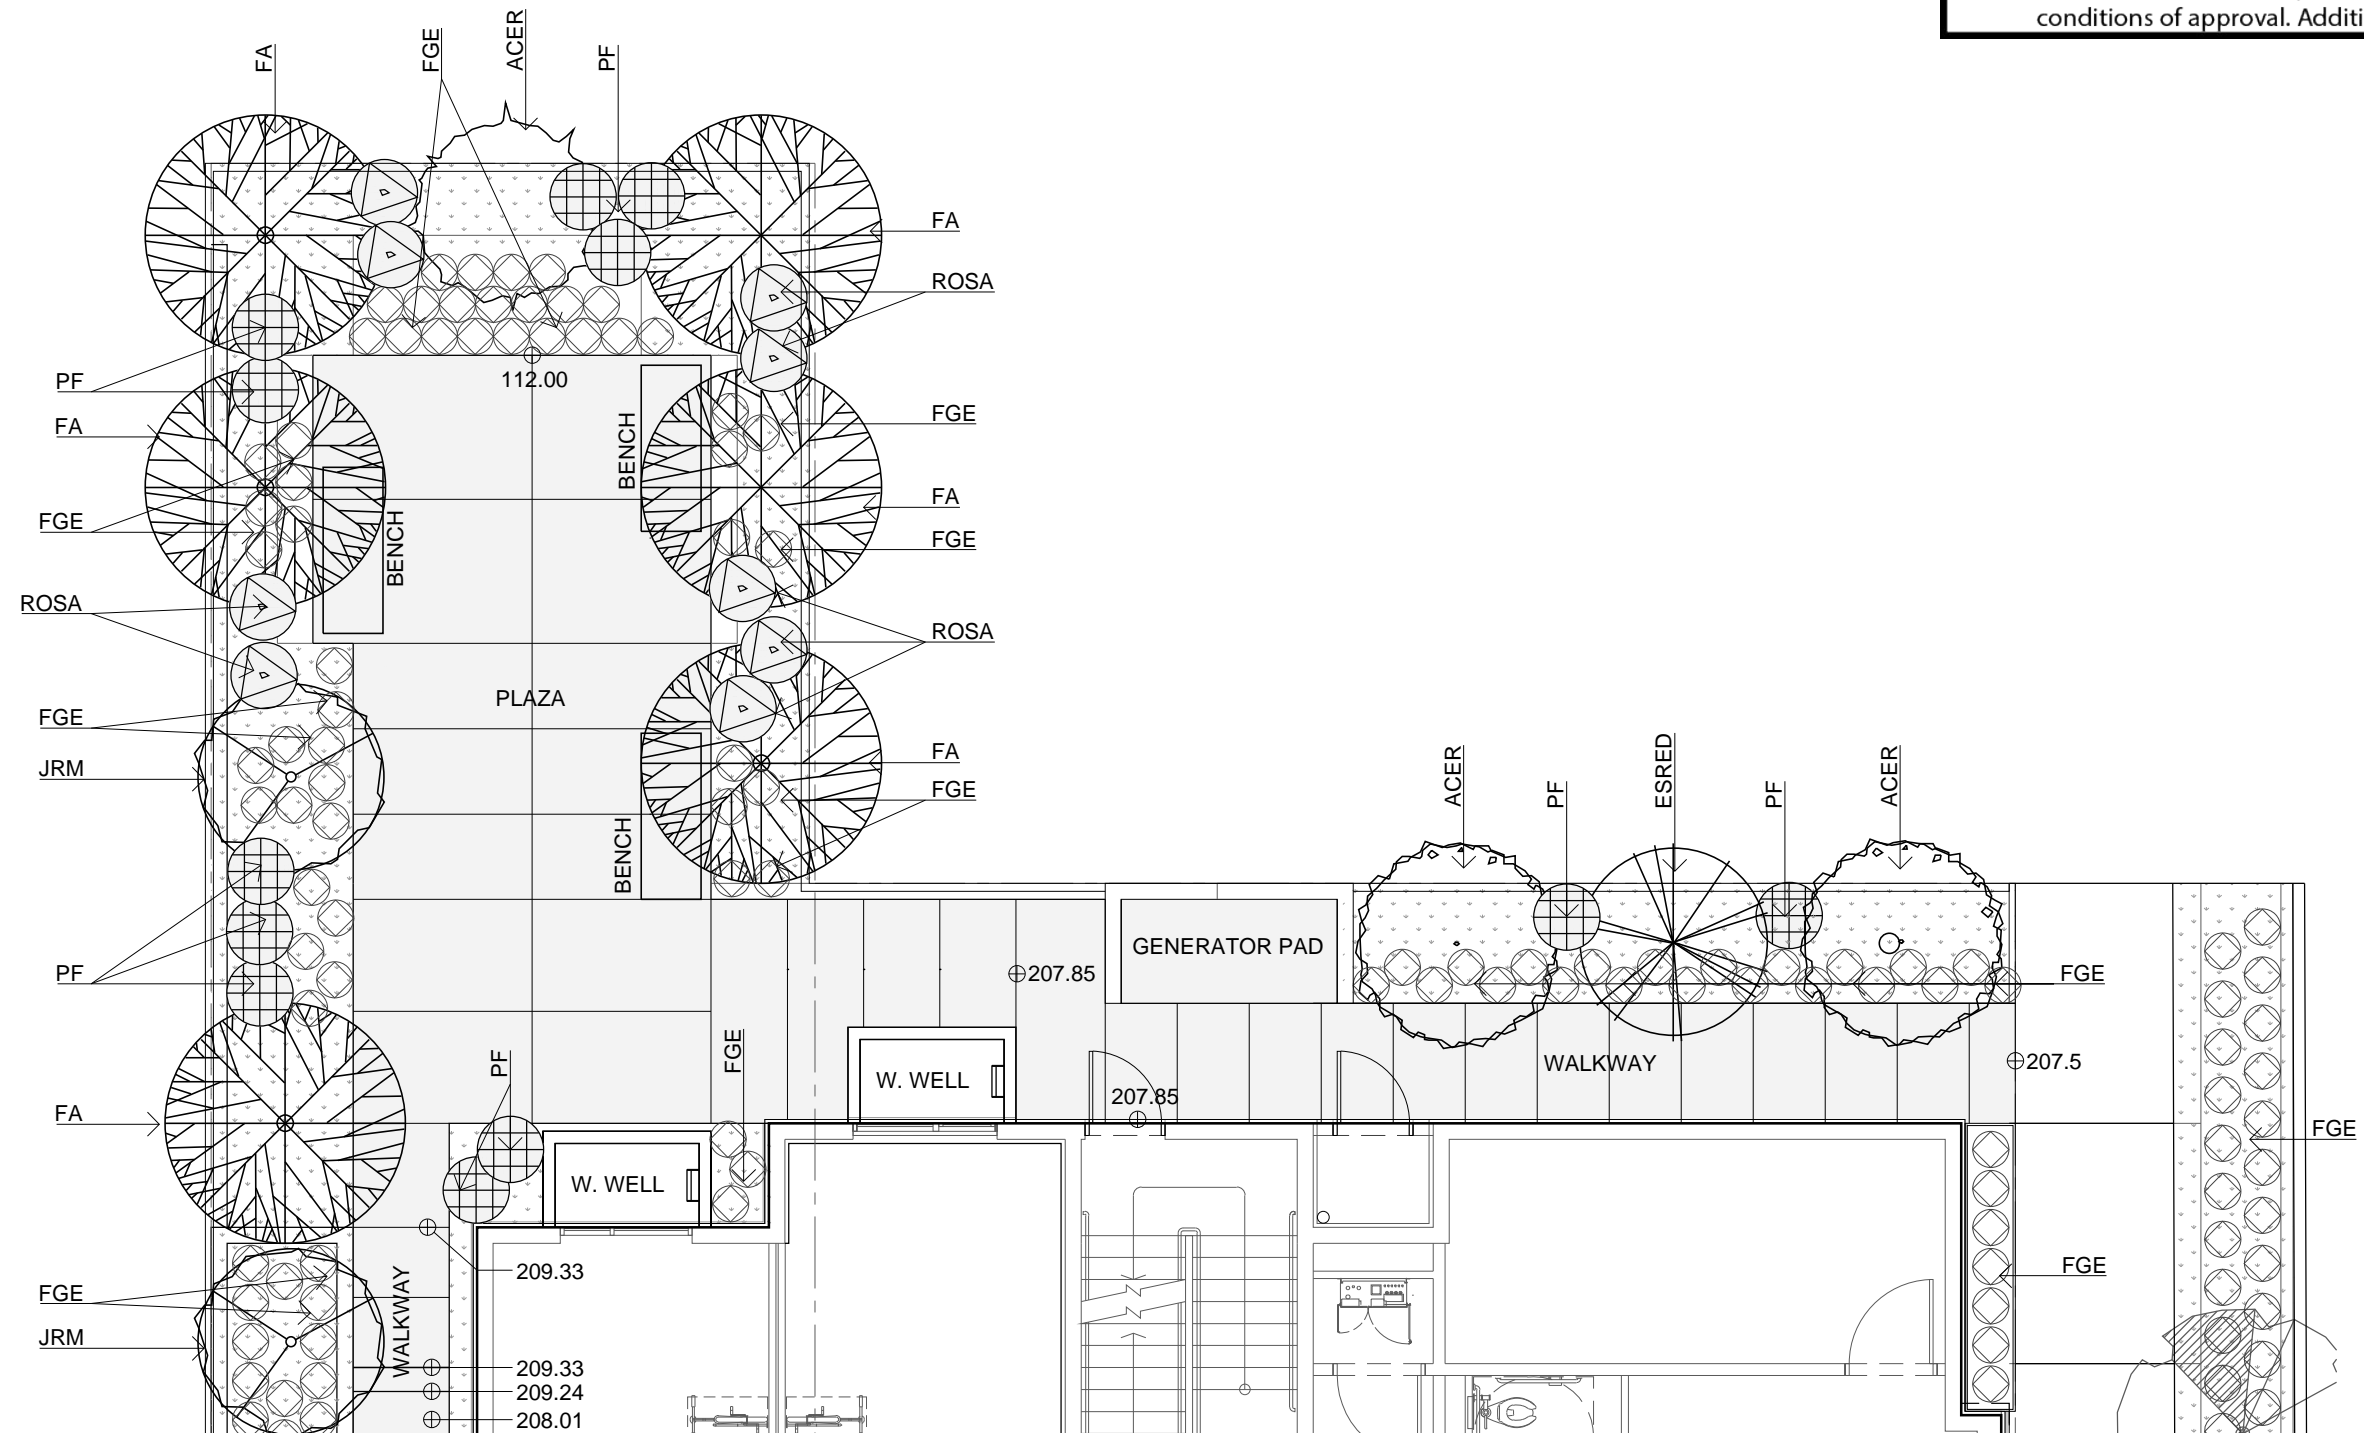 conditions of approval. Additi
FA
FGE
ACER
PF
FA
ROSA
PF
112.00
FA
BENCH
FGE
FA
FGE
BENCH
FGE
ROSA
ROSA
FGE
PLAZA
JRM
FA
FGE
BENCH
ACER
PF
ESRED
PF
ACER
GENERATOR PAD
PF
207.85
FGE
PF
FGE
W. WELL
WALKWAY
207.5
207.85
FA
FGE
W. WELL
209.33
FGE
FGE
WALKWAY
JRM
209.33
209.24
208.01